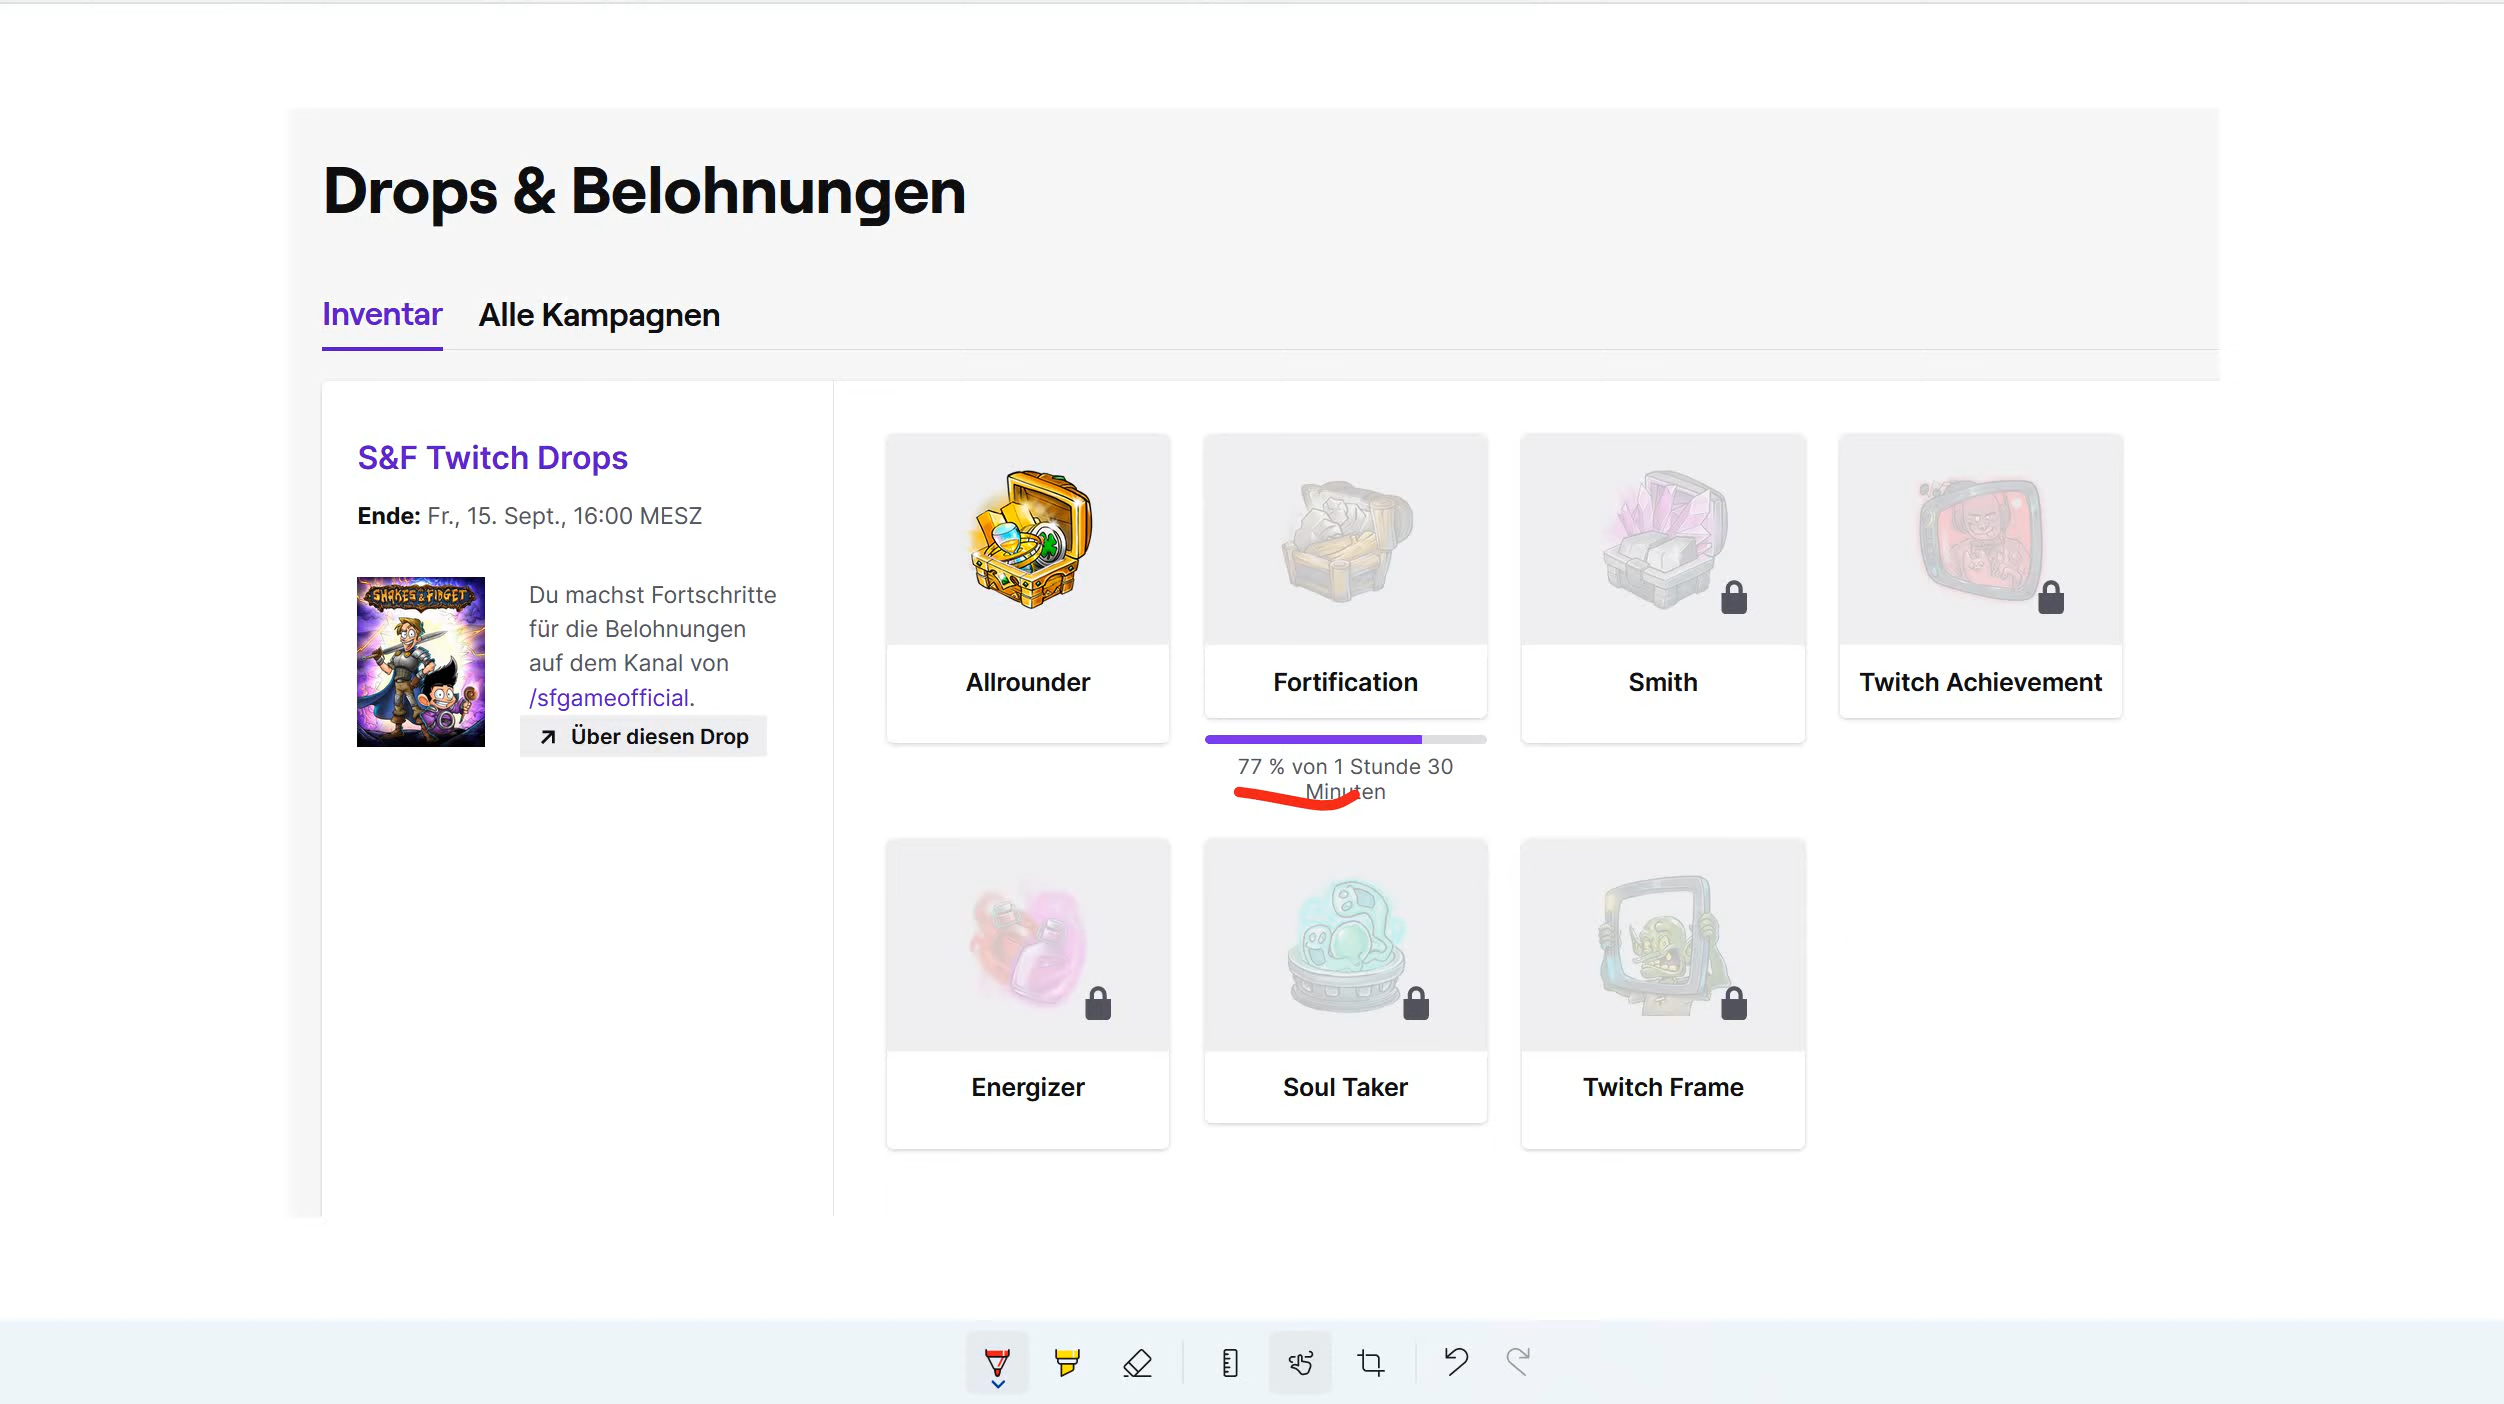 Drops & Belohnungen
Inventar
Alle Kampagnen
S&F Twitch Drops
Ende: Fr., 15. Sept., 16:00 MESZ
SHAKES & FIDGET
Du machst Fortschritte
für die Belohnungen
auf dem Kanal von
/sfgameofficial.
Über diesen Drop
Allrounder
Fortification
77 % von 1 Stunde 30
Minuten
Smith
Twitch Achievement
Energizer
Soul Taker
Twitch Frame